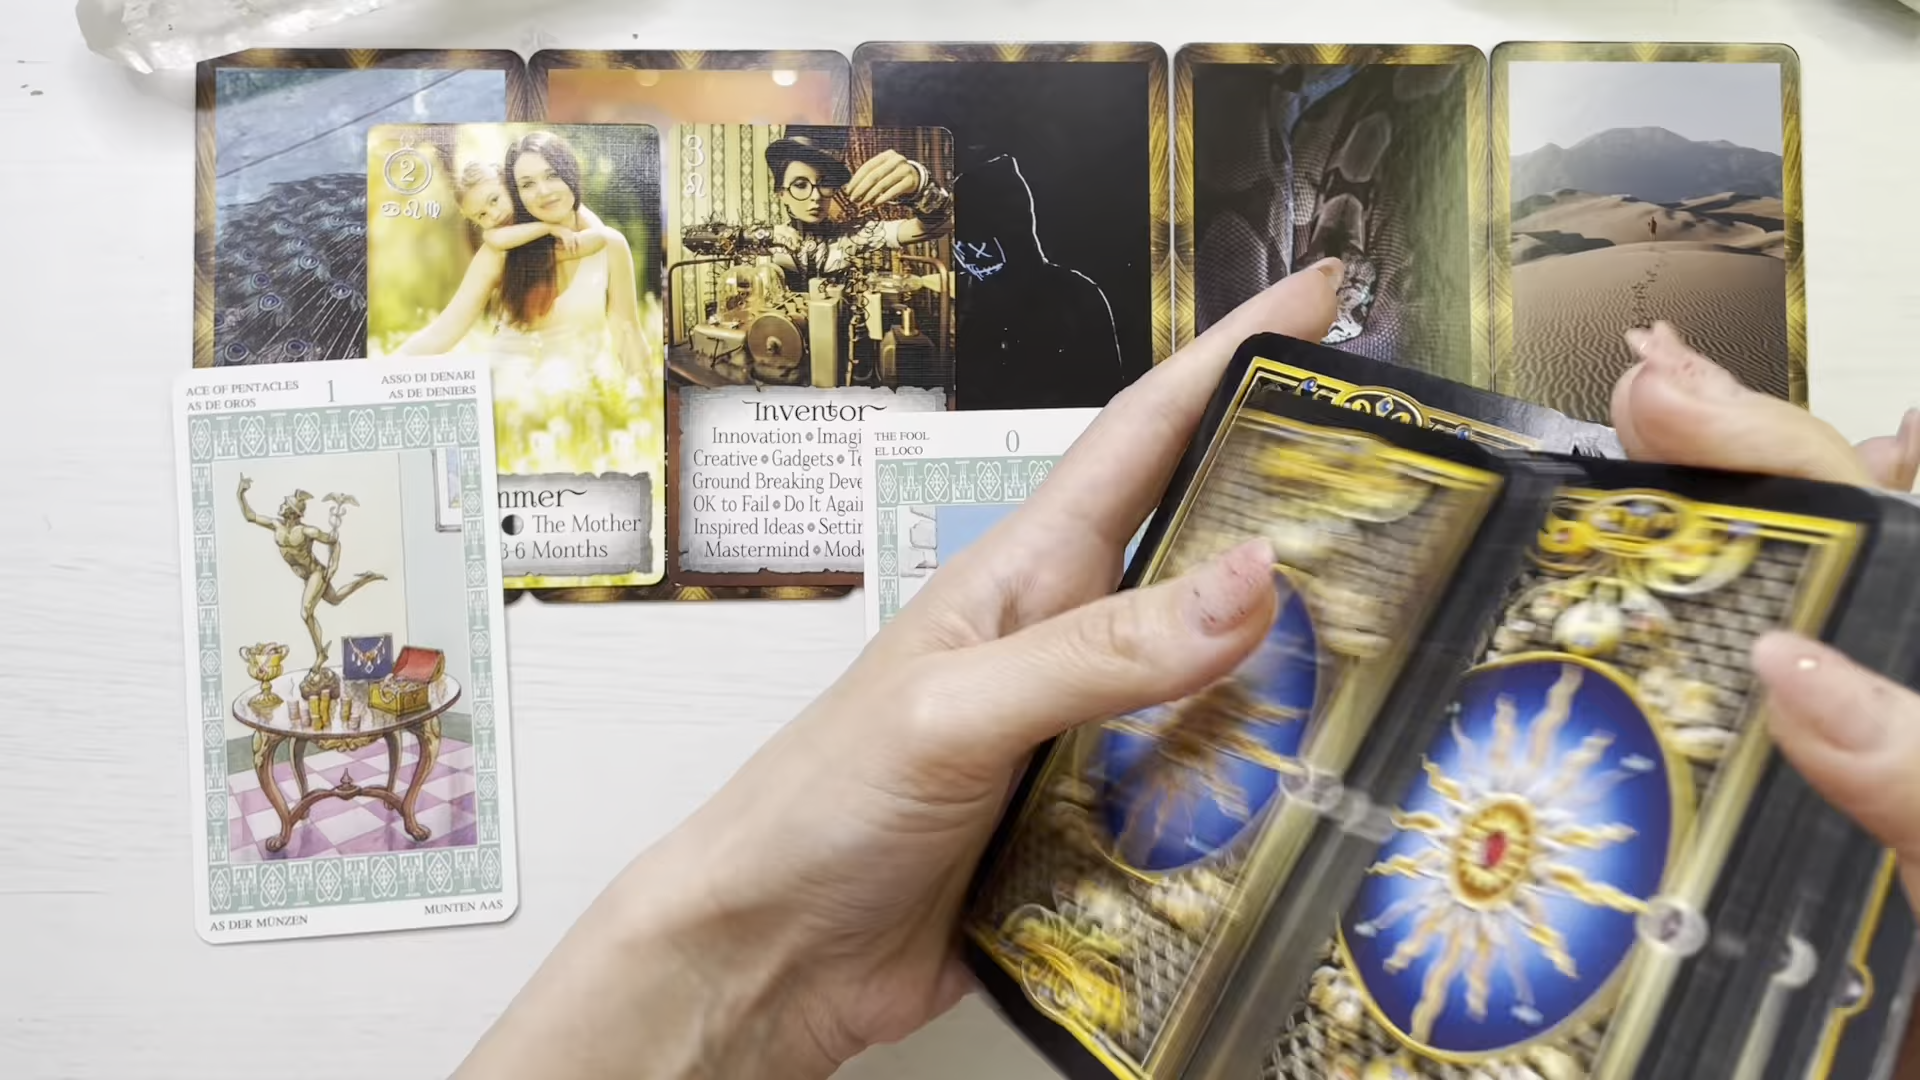 2
3
ACE OF PENTACLES
AS DE OROS
1
ASSO DI DENARI
AS DE DENIERS
AS DER MÜNZEN
MUNTEN AAS
The Mother
3-6 Months
Inventor
Innovation
Creative • Gadgets
Ground Breaking
OK to Fail • Do It
Inspired Ideas
Mastermind
THE FOOL
EL LOCO
0